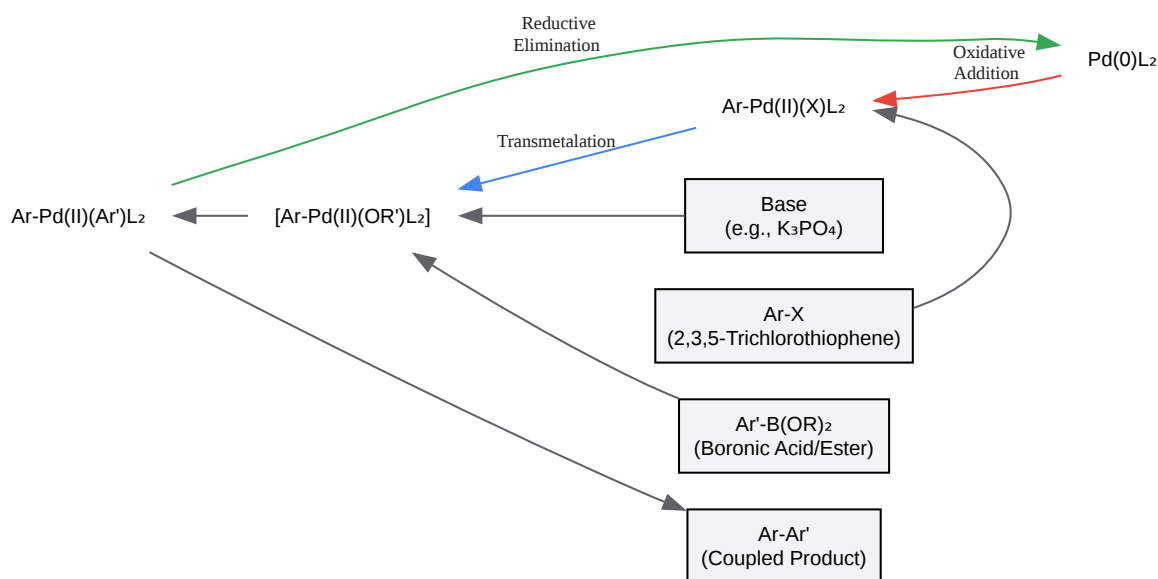 Reductive
Elimination
Oxidative
Addition
Pd(0)L₂
Ar-Pd(II)(X)L₂
Transmetalation
Ar-Pd(II)(Ar')L₂
[Ar-Pd(II)(OR')L₂]
Base
(e.g., K₃PO₄)
Ar-X
(2,3,5-Trichlorothiophene)
Ar'-B(OR)₂
(Boronic Acid/Ester)
Ar-Ar'
(Coupled Product)